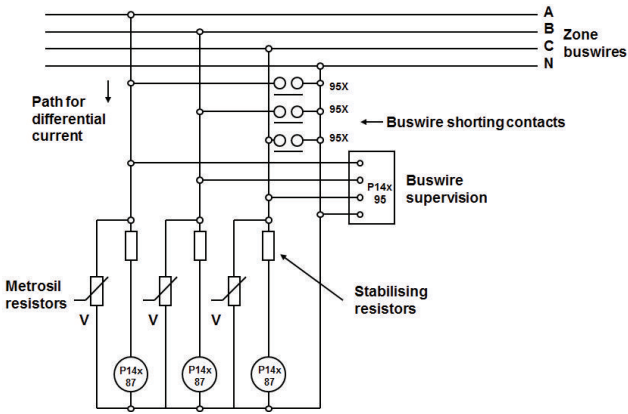 A
B
C
N
Zone
buswires
95X
95X
95X
Path for
differential
current
Buswire shorting contacts
P14x
95
Buswire
supervision
Metrosil
resistors
V
V
V
Stabilising
resistors
P14x
87
P14x
87
P14x
87